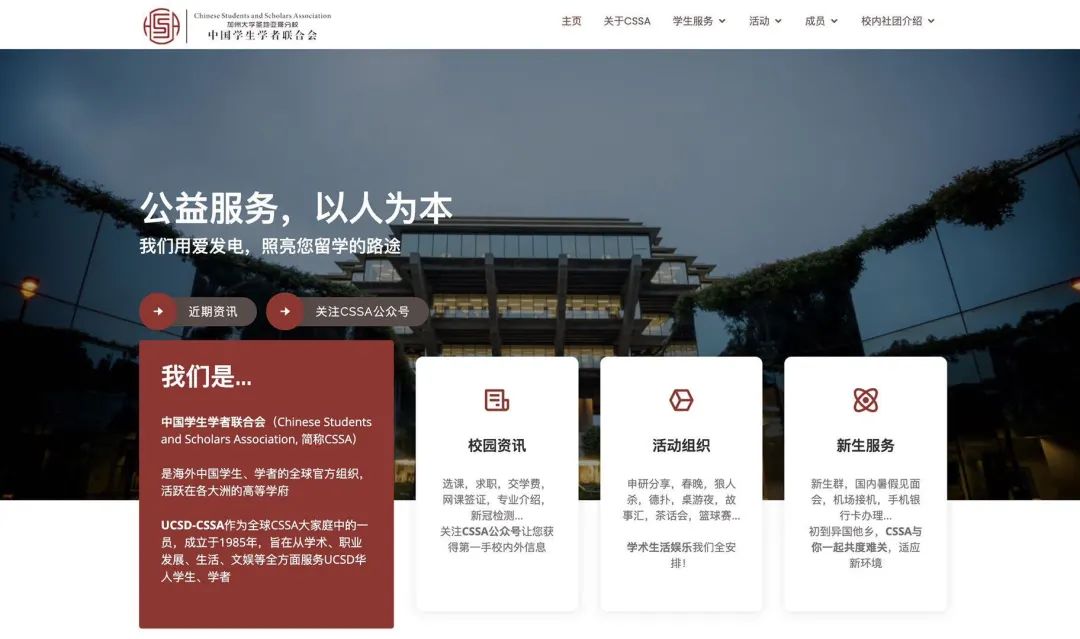 Chinese Students and Scholars Association
加州大学圣地亚哥分校
中国学生学者联合会
主页
关于CSSA
学生服务
活动
成员
校内社团介绍
公益服务，以人为本
我们用爱发电，照亮您留学的路途
近期资讯
关注CSSA公众号
我们是...
中国学生学者联合会（Chinese Students
and Scholars Association, 简称CSSA）
是海外中国学生、学者的全球官方组织，
活跃在各大洲的高等学府
UCSD-CSSA作为全球CSSA大家庭中的一
员，成立于1985年，旨在从学术、职业
发展、生活、文娱等全方面服务UCSD华
人学生、学者
校园资讯
选课，求职，交学费，
网课签证，专业介绍，
新冠检测...
关注CSSA公众号让您获
得第一手校内外信息
活动组织
申研分享，春晚，狼人
杀，德扑，桌游夜，故
事汇，茶话会，篮球赛...
学术生活娱乐我们全安
排！
新生服务
新生群，国内暑假见面
会，机场接机，手机银
行卡办理...
初到异国他乡，CSSA与
你一起共度难关，适应
新环境